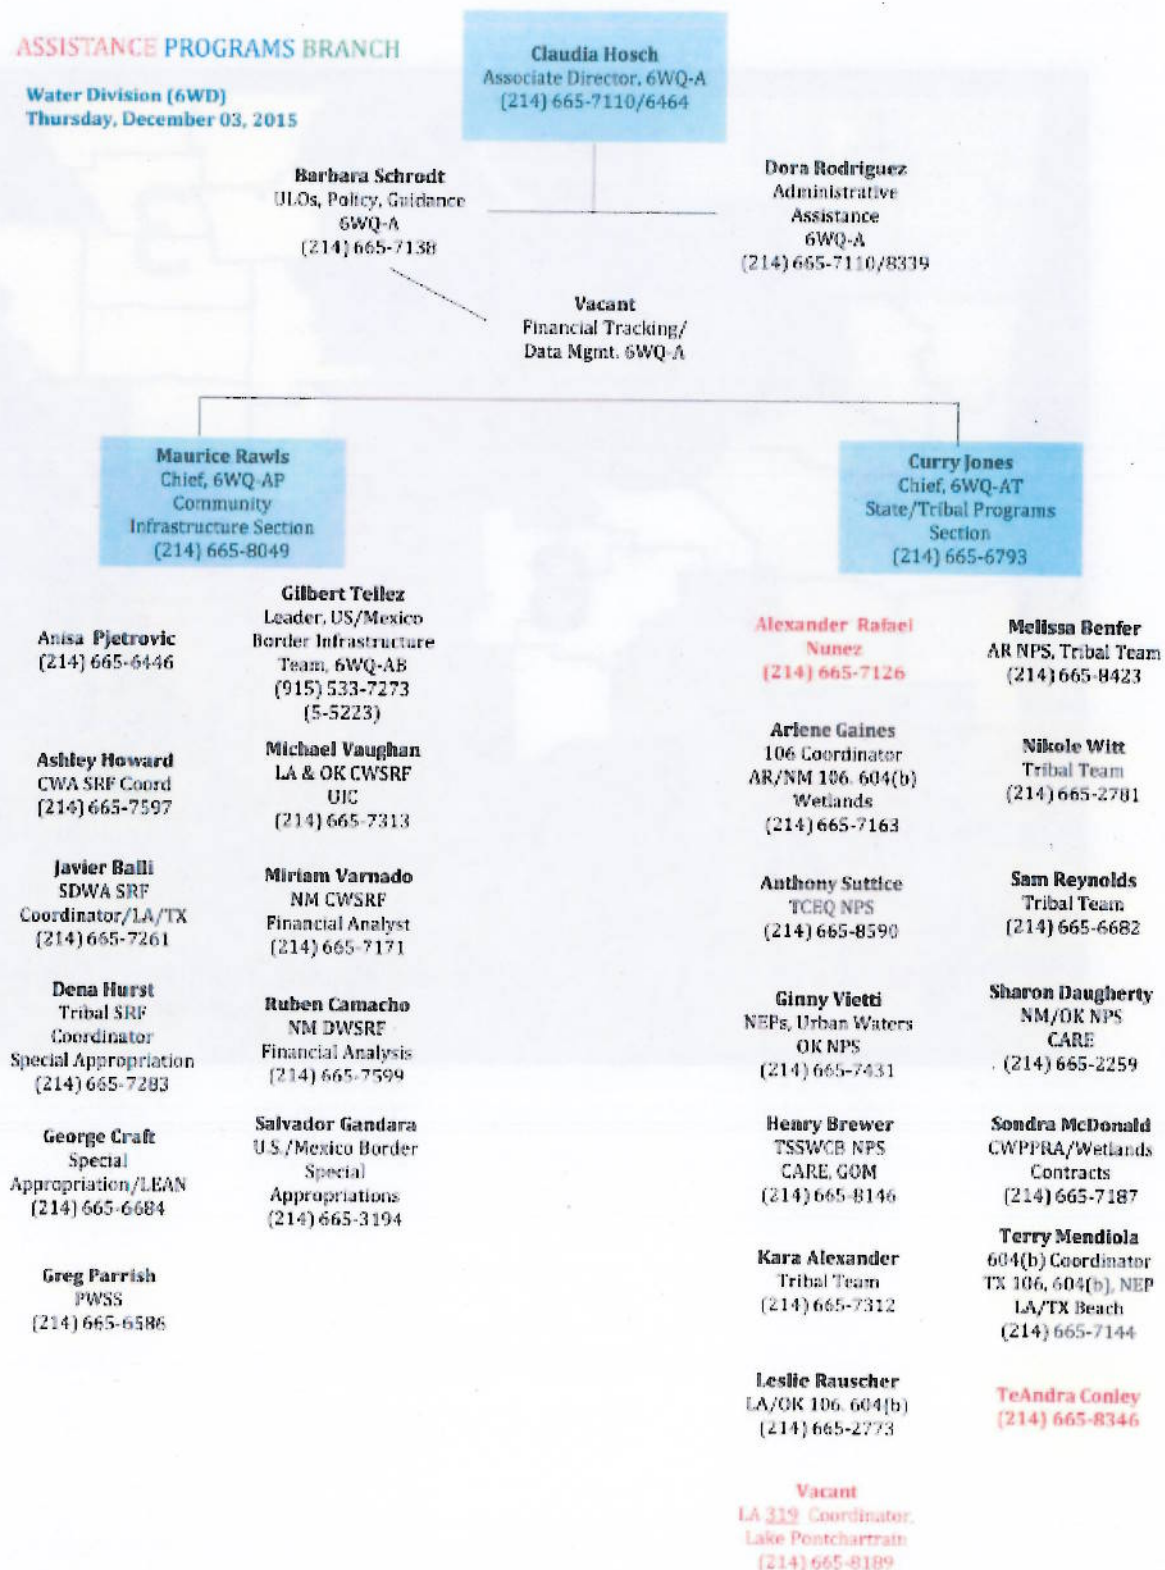 ASSISTANCE PROGRAMS BRANCH
Water Division (6WD)
Thursday, December 03, 2015
Claudia Hosch
Associate Director, 6WQ-A
(214) 665-7110/6464
Barbara Schrodt
ULOs, Policy, Guidance
6WQ-A
(214) 665-7138
Dora Rodriguez
Administrative
Assistance
6WQ-A
(214) 665-7110/8339
Vacant
Financial Tracking/
Data Mgmt. 6WQ-A
Maurice Rawls
Chief, 6WQ-AP
Community
Infrastructure Section
(214) 665-8049
Curry Jones
Chief, 6WQ-AT
State/Tribal Programs
Section
(214) 665-6793
Anisa Pjetrovic
(214) 665-6446
Gilbert Tellez
Leader, US/Mexico
Border Infrastructure
Team, 6WQ-AB
(915) 533-7273
(5-5223)
Ashley Howard
CWA SRF Coord
(214) 665-7597
Michael Vaughan
LA & OK CWSRF
UIC
(214) 665-7313
Javier Balli
SDWA SRF
Coordinator/LA/TX
(214) 665-7261
Miriam Varnado
NM CWSRF
Financial Analyst
(214) 665-7171
Dena Hurst
Tribal SRF
Coordinator
Special Appropriation
(214) 665-7283
Ruben Camacho
NM DWSRF
Financial Analysis
(214) 665-7599
George Craft
Special
Appropriation/LEAN
(214) 665-6684
Salvador Gandara
U.S./Mexico Border
Special
Appropriations
(214) 665-3194
Greg Parrish
PWSS
(214) 665-6586
Alexander Rafael
Nunez
(214) 665-7126
Melissa Benfer
AR NPS, Tribal Team
(214) 665-8423
Arlene Gaines
106 Coordinator
AR/NM 106, 604(b)
Wetlands
(214) 665-7163
Nikole Witt
Tribal Team
(214) 665-2781
Anthony Suttice
TCEQ NPS
(214) 665-8590
Sam Reynolds
Tribal Team
(214) 665-6682
Ginny Vietti
NEPs, Urban Waters
OK NPS
(214) 665-7431
Sharon Daugherty
NM/OK NPS
CARE
(214) 665-2259
Henry Brewer
TSSWCB NPS
CARE, GOM
(214) 665-8146
Sondra McDonald
CWPPRA/Wetlands
Contracts
(214) 665-7187
Kara Alexander
Tribal Team
(214) 665-7312
Terry Mendiola
604(b) Coordinator
TX 106, 604(b), NEP
LA/TX Beach
(214) 665-7144
Leslie Rauscher
LA/OK 106, 604(b)
(214) 665-2773
TeAndra Conley
(214) 665-8346
Vacant
LA 319 Coordinator,
Lake Pontchartrain
(214) 665-8189